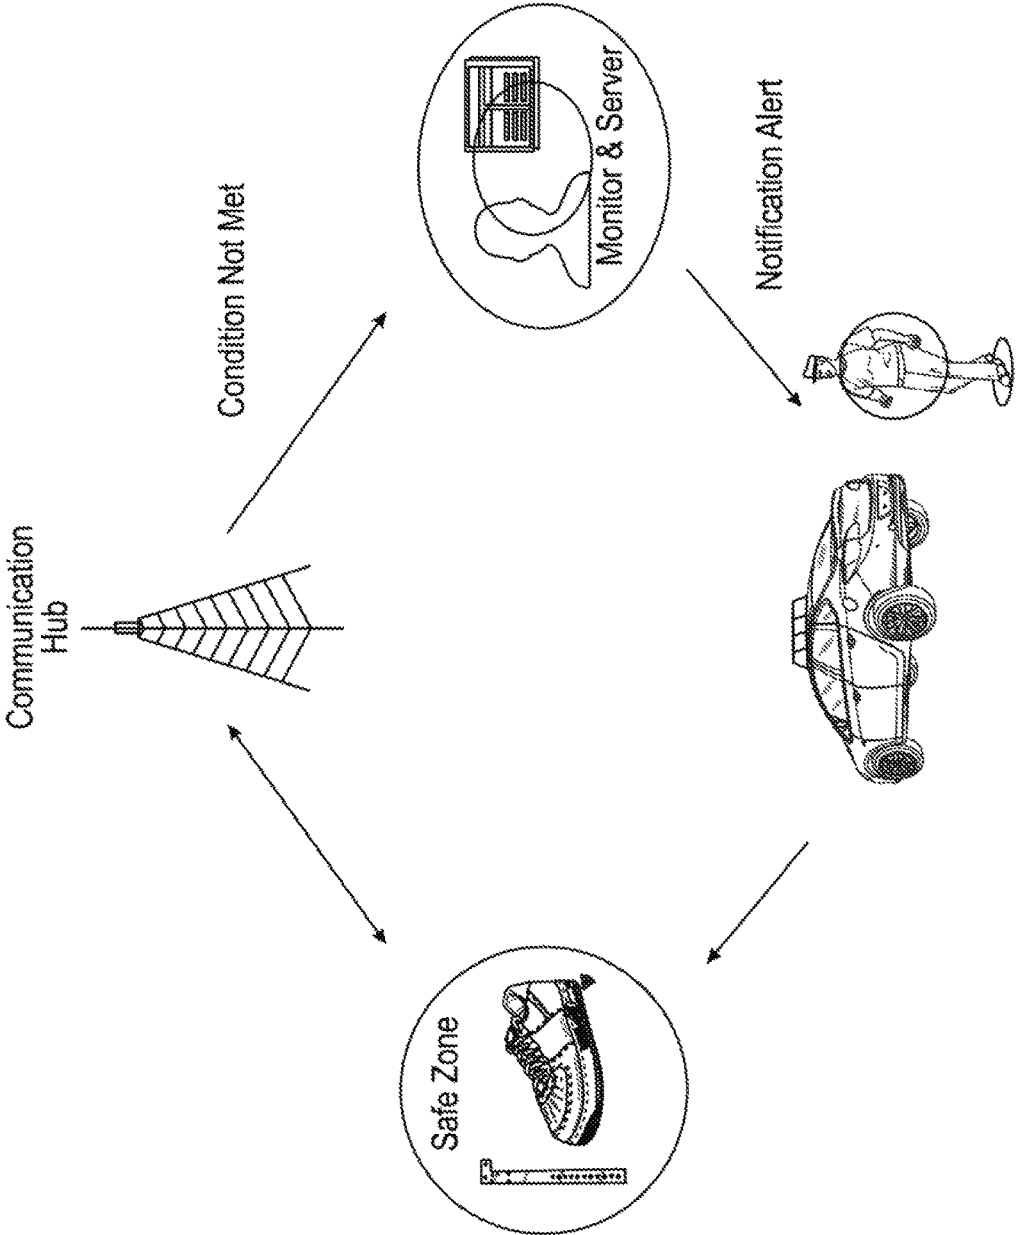 Communication
Hub
Condition Not Met
Safe Zone
Monitor & Server
Notification Alert